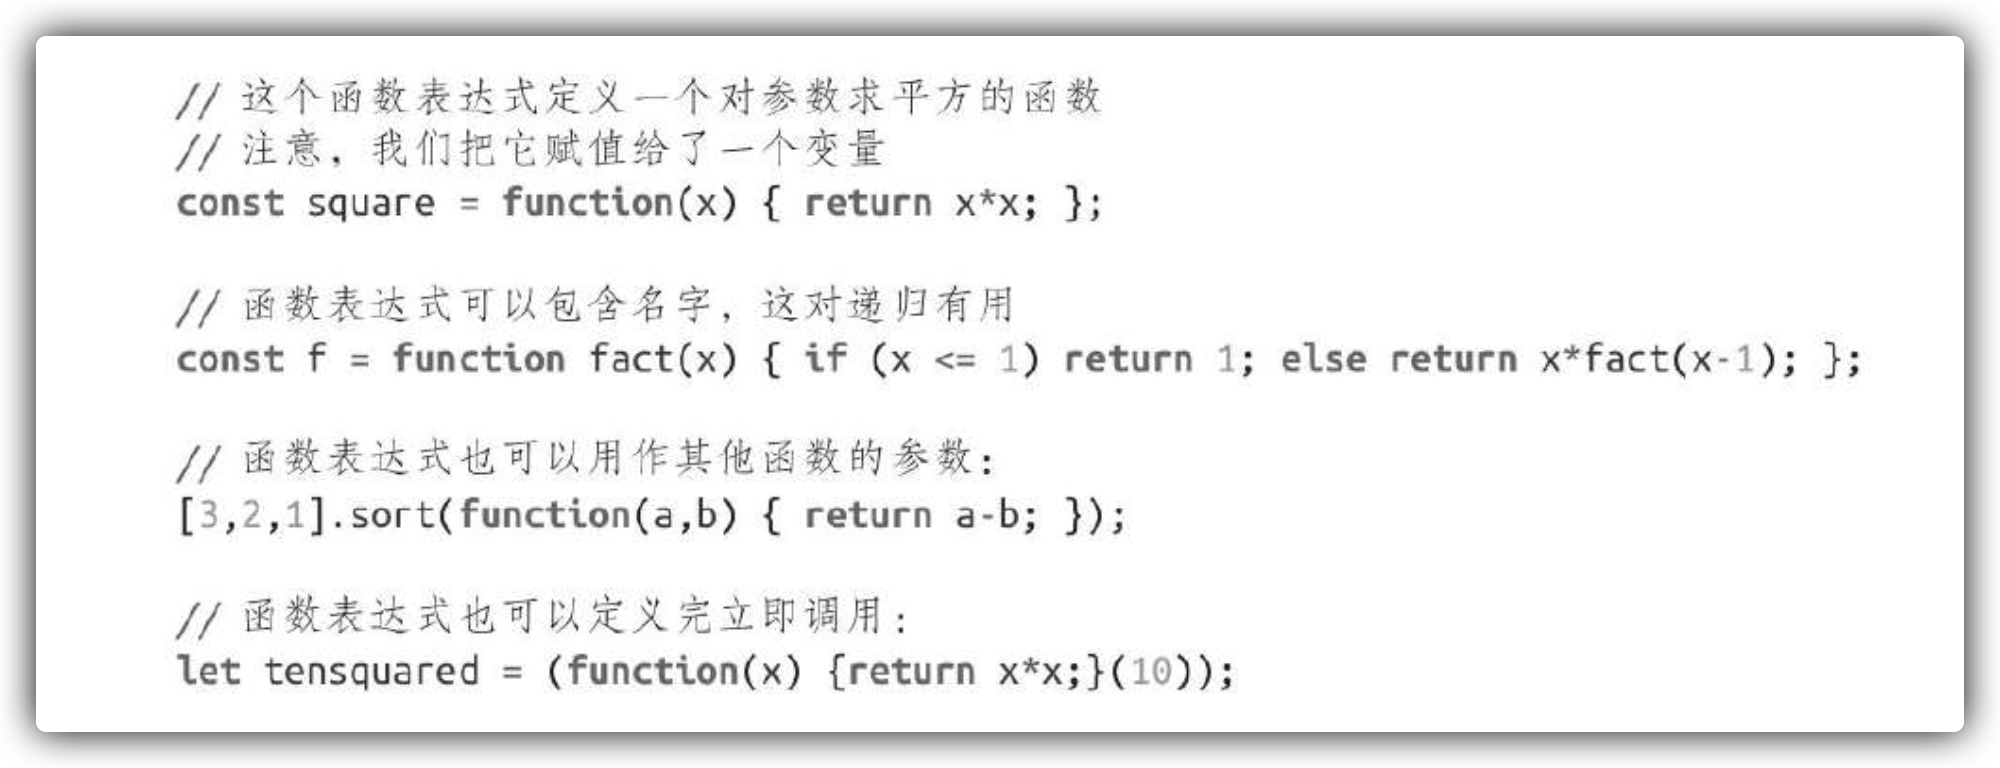 // 这个函数表达式定义一个对参数求平方的函数
// 注意，我们把它赋值给了一个变量
const square = function(x) { return x*x; };
// 函数表达式可以包含名字，这对递归有用
const f = function fact(x) { if (x <= 1) return 1; else return x*fact(x-1); };
// 函数表达式也可以用作其他函数的参数：
[3,2,1].sort(function(a,b) { return a-b; });
// 函数表达式也可以定义完立即调用：
let tensquared = (function(x) {return x*x;}(10));